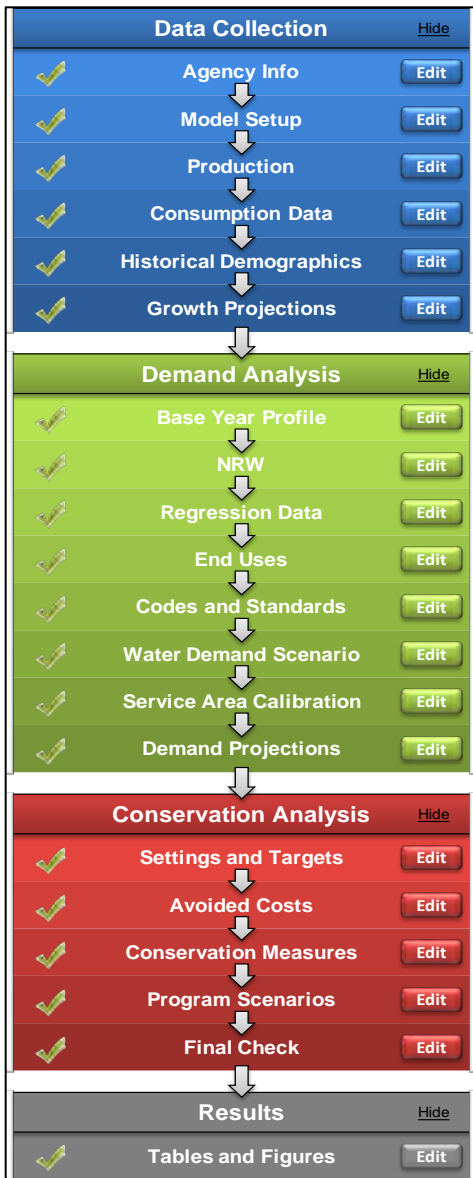 Data Collection Hide
Agency Info Edit
Model Setup Edit
Production Edit
Consumption Data Edit
Historical Demographics Edit
Growth Projections Edit
Demand Analysis Hide
Base Year Profile Edit
NRW Edit
Regression Data Edit
End Uses Edit
Codes and Standards Edit
Water Demand Scenario Edit
Service Area Calibration Edit
Demand Projections Edit
Conservation Analysis Hide
Settings and Targets Edit
Avoided Costs Edit
Conservation Measures Edit
Program Scenarios Edit
Final Check Edit
Results Hide
Tables and Figures Edit